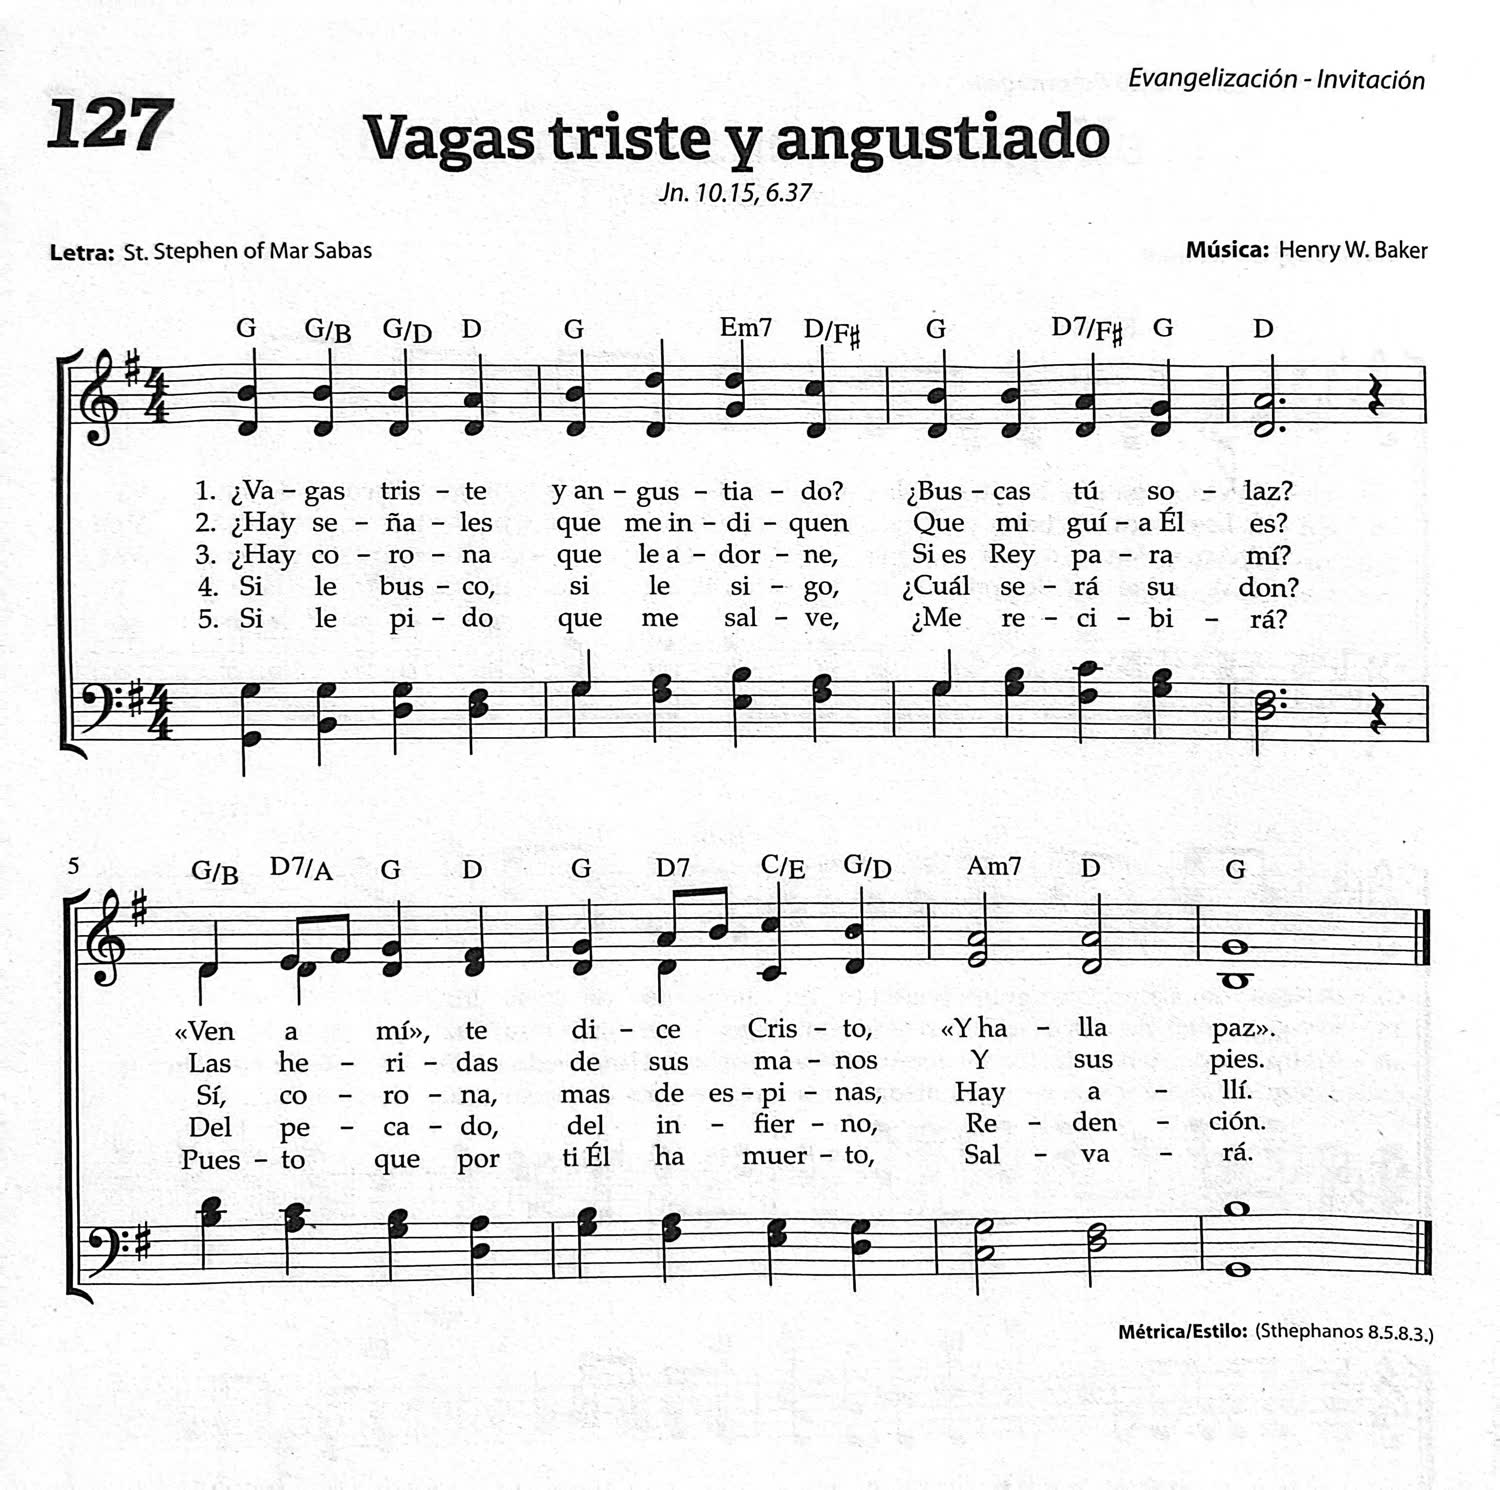 Evangelización - Invitación
127
Vagas triste y angustiado
Jn. 10.15, 6.37
Letra: St. Stephen of Mar Sabas
Música: Henry W. Baker
G G/B G/D D G Em7 D/F♯ G D7/F♯ G D
4
4
1. ¿Va – gas tris – te y an – gus – tia – do? ¿Bus – cas tú so – laz?
2. ¿Hay se – ña – les que me in – di – quen Que mi guí – a Él es?
3. ¿Hay co – ro – na que le a – dor – ne, Si es Rey pa – ra mí?
4. Si le bus – co, si le si – go, ¿Cuál se – rá su don?
5. Si le pi – do que me sal – ve, ¿Me re – ci – bi – rá?
4
4
5
G/B D7/A G D G D7 C/E G/D Am7 D G
«Ven a mí», te di – ce Cris – to, «Y ha – lla paz».
Las he – ri – das de sus ma – nos Y sus pies.
Sí, co – ro – na, mas de es – pi – nas, Hay a – llí.
Del pe – ca – do, del in – fier – no, Re – den – ción.
Pues – to que por ti Él ha muer – to, Sal – va – rá.
Métrica/Estilo: (Sthephanos 8.5.8.3.)